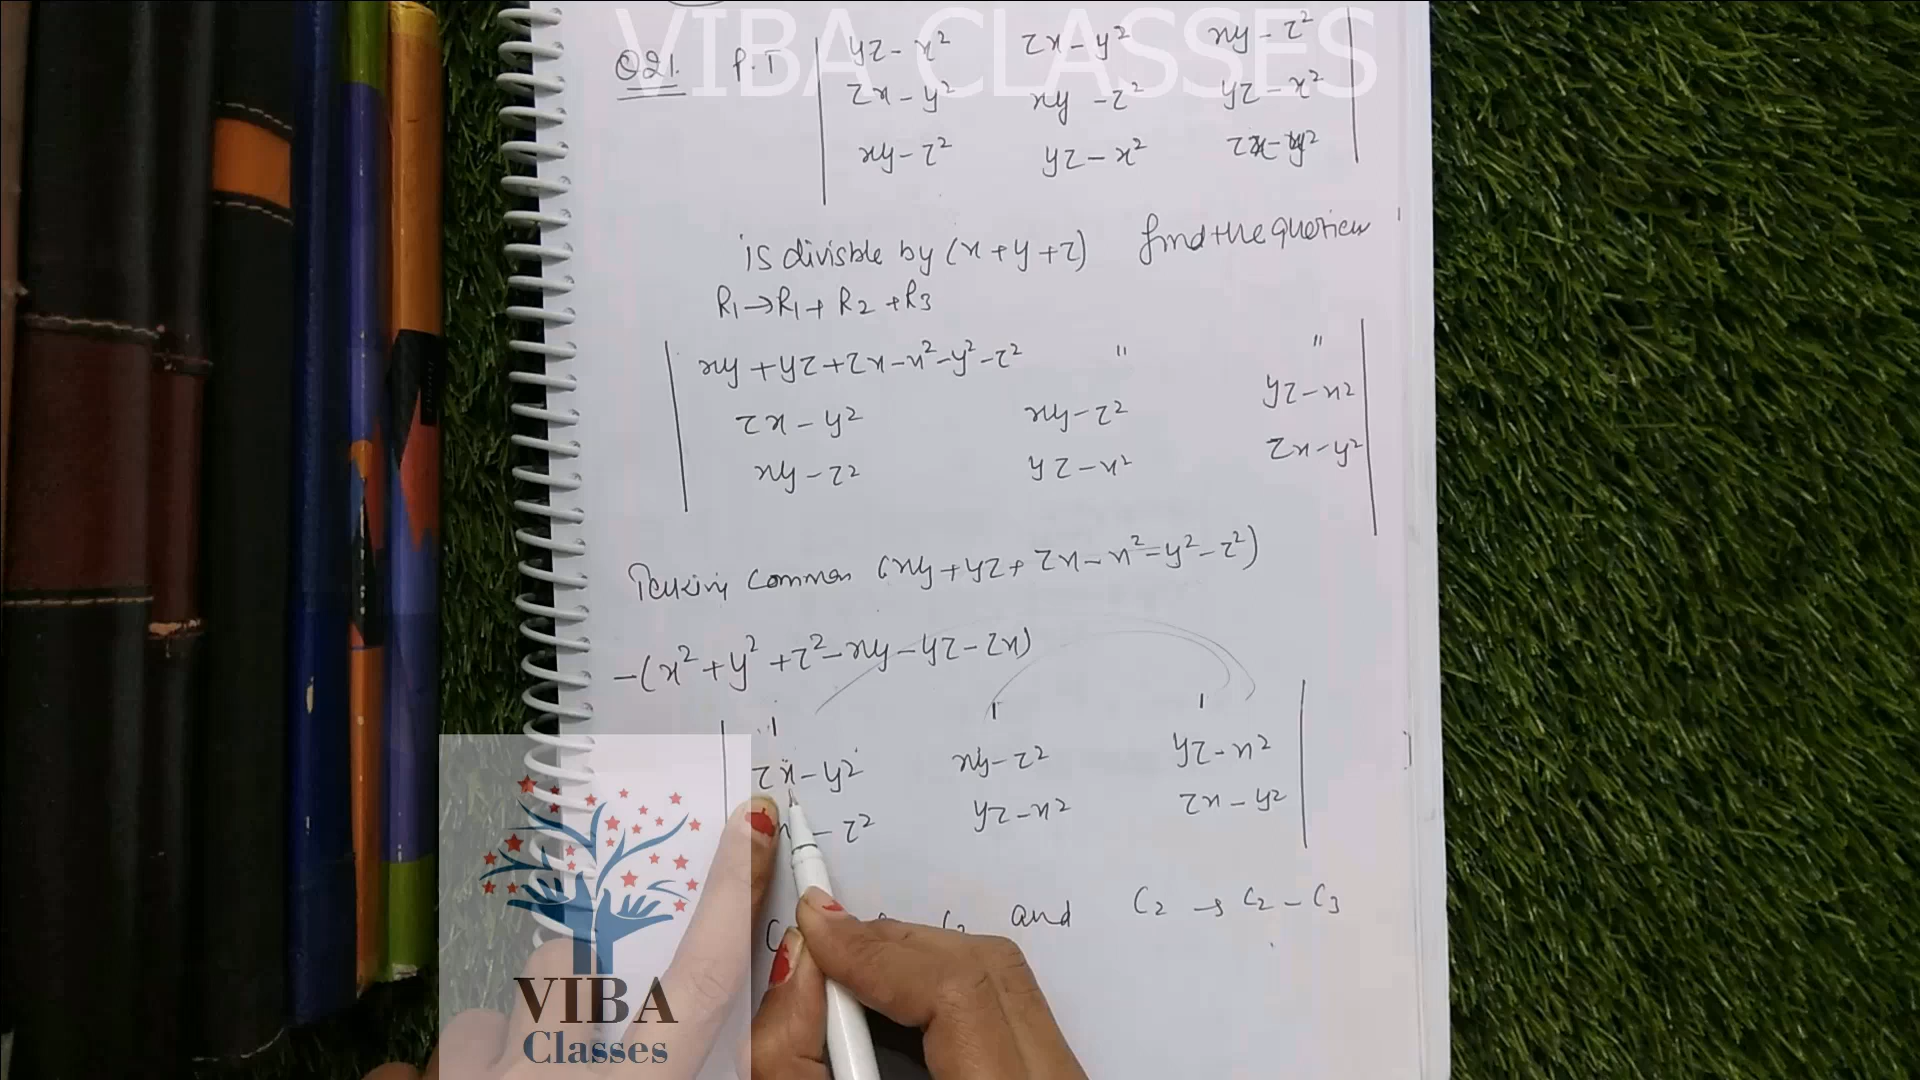 VIBA CLASSES
Q21. P.T | yz - x² zx - y² xy - z² |
| zx - y² xy - z² yz - x² |
| xy - z² yz - x² zx - y² |
is divisble by (x + y + z) find the
R₁ → R₁ + R₂ + R₃
| xy + yz + zx - x² - y² - z² " " |
| zx - y² xy - z² yz - x² |
| xy - z² yz - x² zx - y² |
Taking common (xy + yz + zx - x² = y² - z²)
-(x² + y² + z² - xy - yz - zx)
| 1 1 1 |
| zx - y² xy - z² yz - x² |
- z² yz - x² zx - y² |
and C₂ → C₂ - C₃
VIBA
Classes